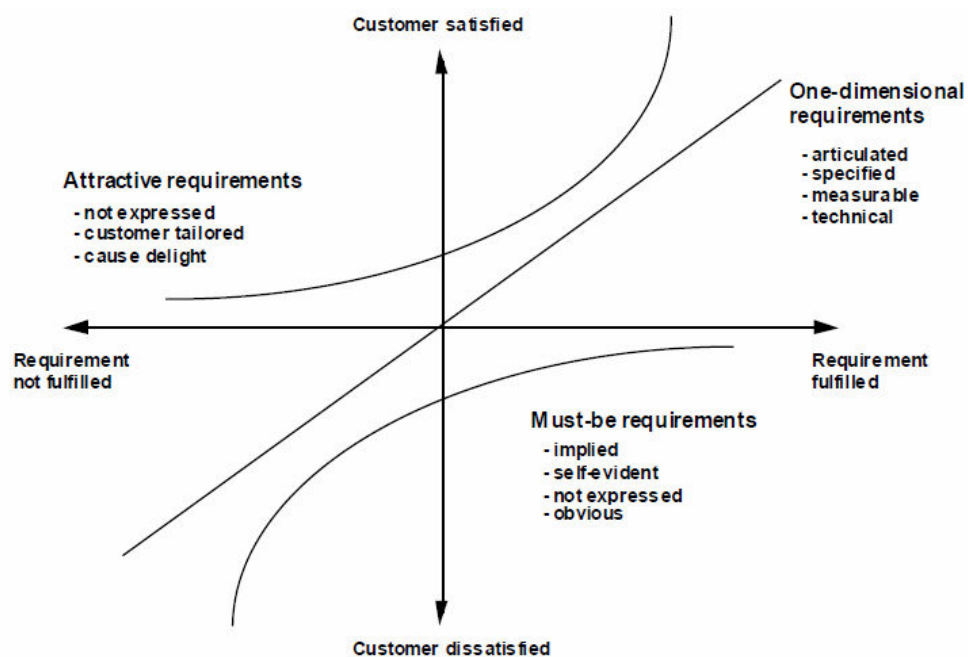 Customer satisfied
One-dimensional
requirements
- articulated
- specified
- measurable
- technical
Attractive requirements
- not expressed
- customer tailored
- cause delight
Requirement
not fulfilled
Requirement
fulfilled
Must-be requirements
- implied
- self-evident
- not expressed
- obvious
Customer dissatisfied